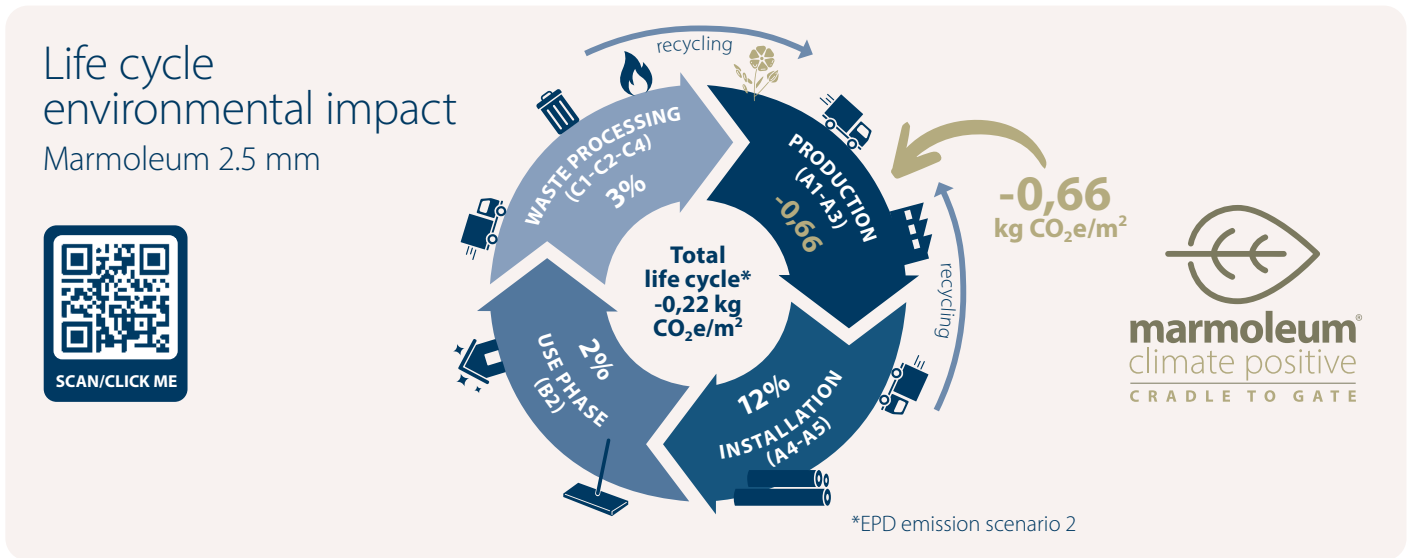 Life cycle
environmental impact
Marmoleum 2.5 mm
SCAN/CLICK ME
recycling
WASTE PROCESSING
(C1-C2-C4)
3%
PRODUCTION
(A1-A3)
-0,66
-0,66
kg CO₂e/m²
recycling
Total
life cycle*
-0,22 kg
CO₂e/m²
2%
USE PHASE
(B2)
12%
INSTALLATION
(A4-A5)
marmoleum®
climate positive
CRADLE TO GATE
*EPD emission scenario 2